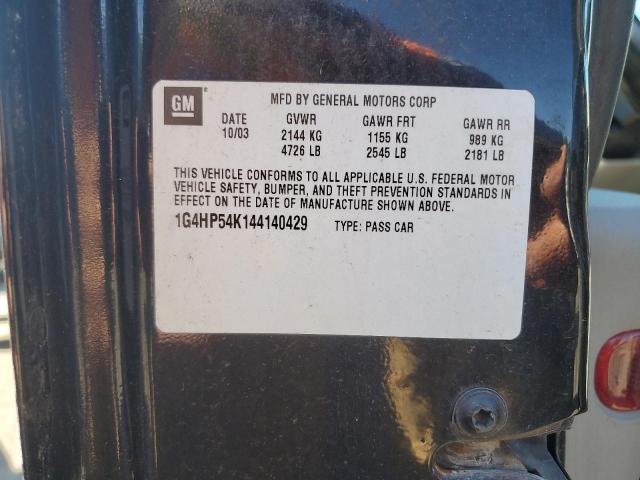 GM MFD BY GENERAL MOTORS CORP
DATE GVWR GAWR FRT GAWR RR
10/03 2144 KG 1155 KG 989 KG
4726 LB 2545 LB 2181 LB
THIS VEHICLE CONFORMS TO ALL APPLICABLE U.S. FEDERAL MOTOR
VEHICLE SAFETY, BUMPER, AND THEFT PREVENTION STANDARDS IN
EFFECT ON THE DATE OF MANUFACTURE SHOWN ABOVE.
1G4HP54K144140429 TYPE: PASS CAR